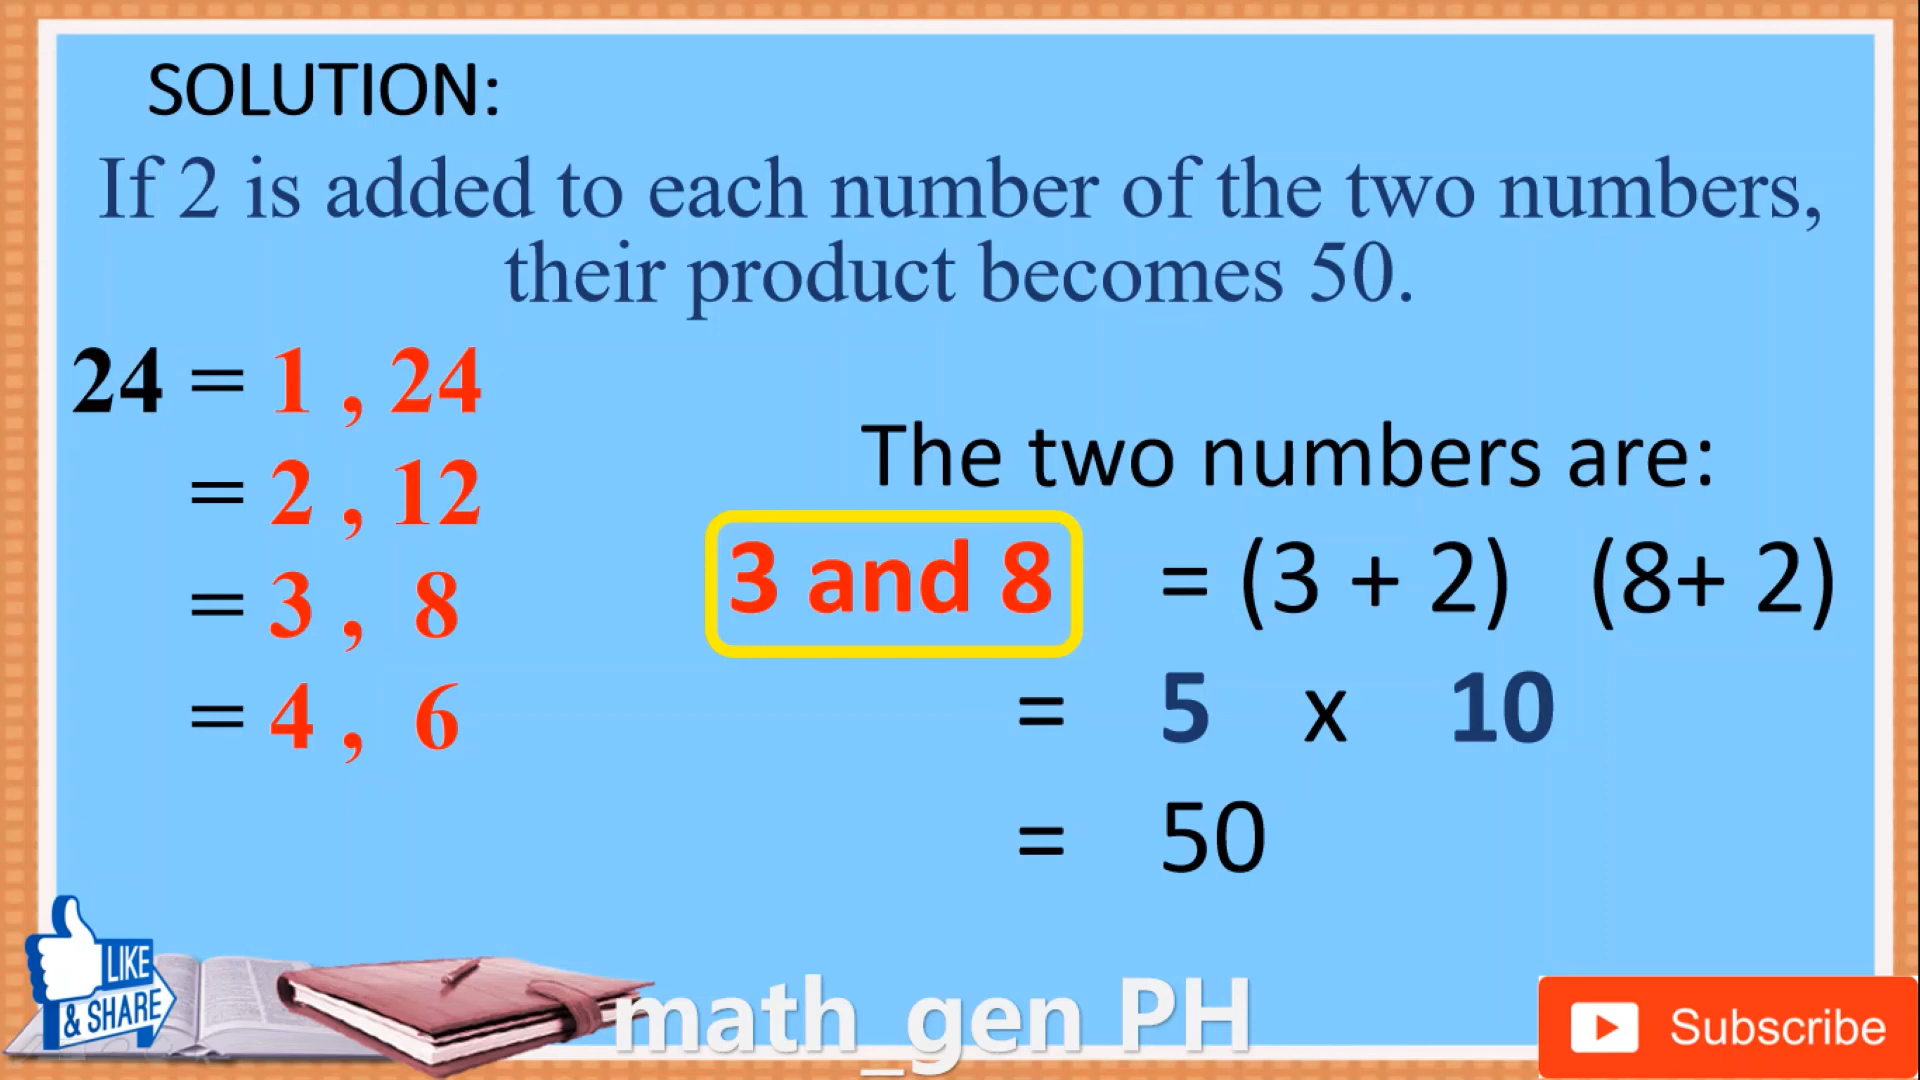 SOLUTION:
If 2 is added to each number of the two numbers,
their product becomes 50.
24 = 1 , 24
= 2 , 12
= 3 , 8
= 4 , 6
The two numbers are:
3 and 8 = (3 + 2) (8+ 2)
= 5 x 10
= 50
LIKE
& SHARE
math_gen PH
Subscribe